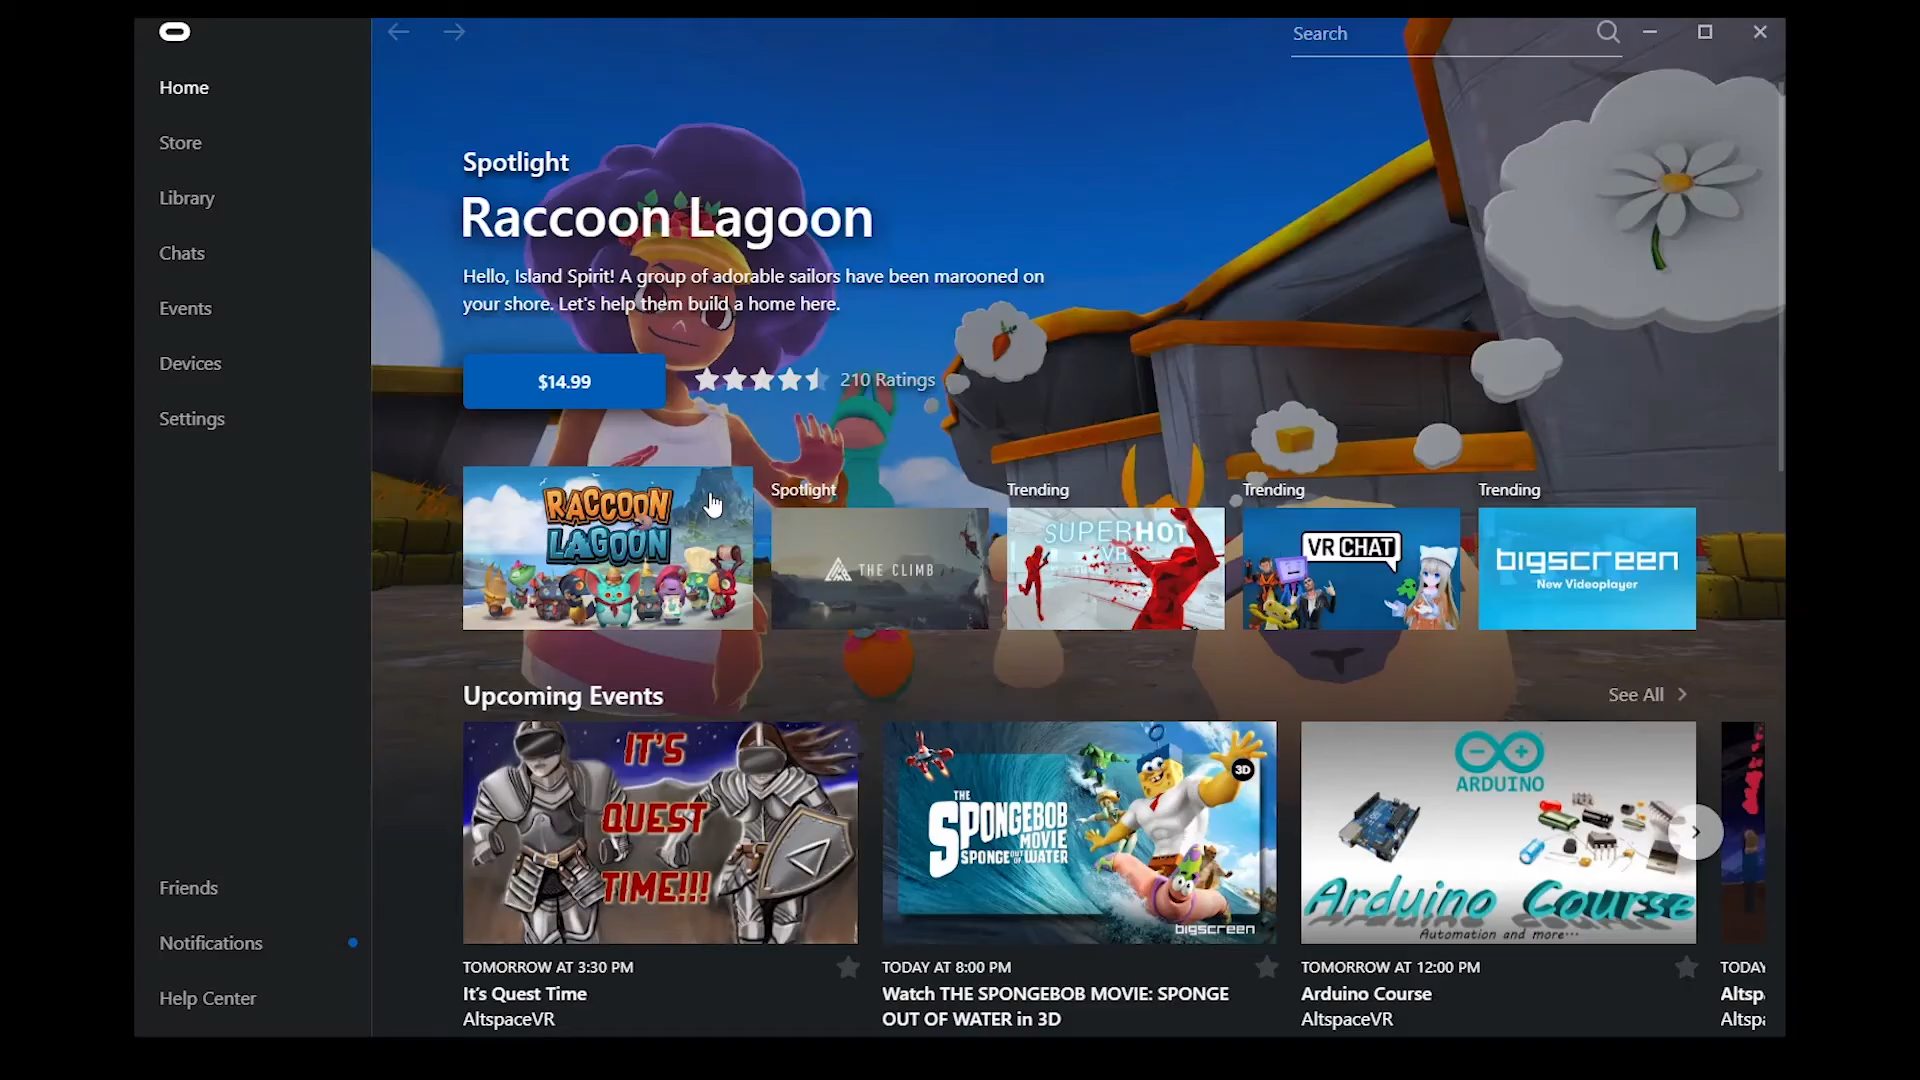 Search
Home
Store
Library
Chats
Events
Devices
Settings
Friends
Notifications
Help Center
Spotlight
Raccoon Lagoon
Hello, Island Spirit! A group of adorable sailors have been marooned on
your shore. Let's help them build a home here.
$14.99
210 Ratings
RACCOON
LAGOON
Spotlight
THE CLIMB
Trending
SUPERHOT
VR
Trending
VR CHAT
Trending
bigscreen
New Videoplayer
Upcoming Events
See All
IT'S
QUEST
TIME!!!
TOMORROW AT 3:30 PM
It's Quest Time
AltspaceVR
3D
THE
SPONGEBOB
MOVIE
SPONGE OUT OF WATER
bigscreen
TODAY AT 8:00 PM
Watch THE SPONGEBOB MOVIE: SPONGE
OUT OF WATER in 3D
ARDUINO
Arduino Course
Automation and more...
TOMORROW AT 12:00 PM
Arduino Course
AltspaceVR
TODAY
Altsp
Altsp